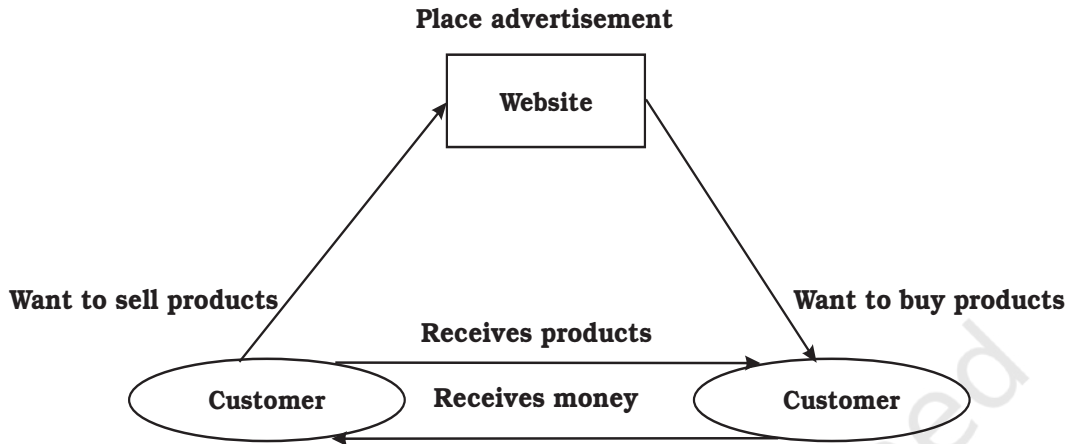 Place advertisement
Website
Want to sell products
Want to buy products
Receives products
Customer
Receives money
Customer